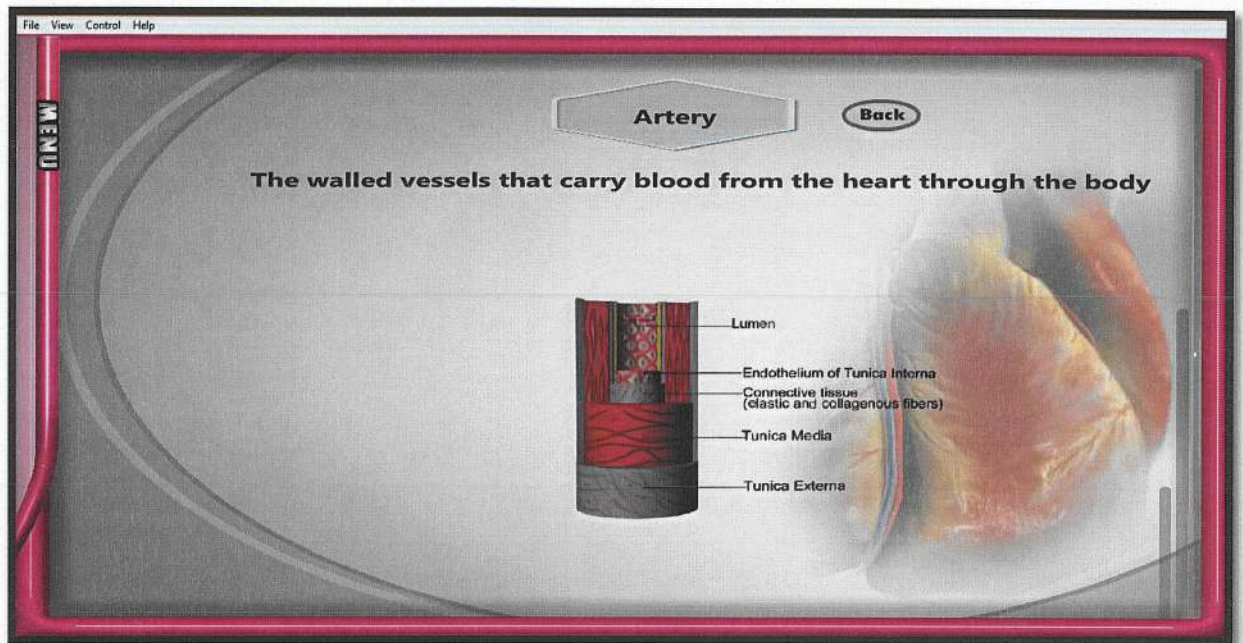 File View Control Help
MENU
Artery
Back
The walled vessels that carry blood from the heart through the body
Lumen
Endothelium of Tunica Interna
Connective tissue
(elastic and collagenous fibers)
Tunica Media
Tunica Externa